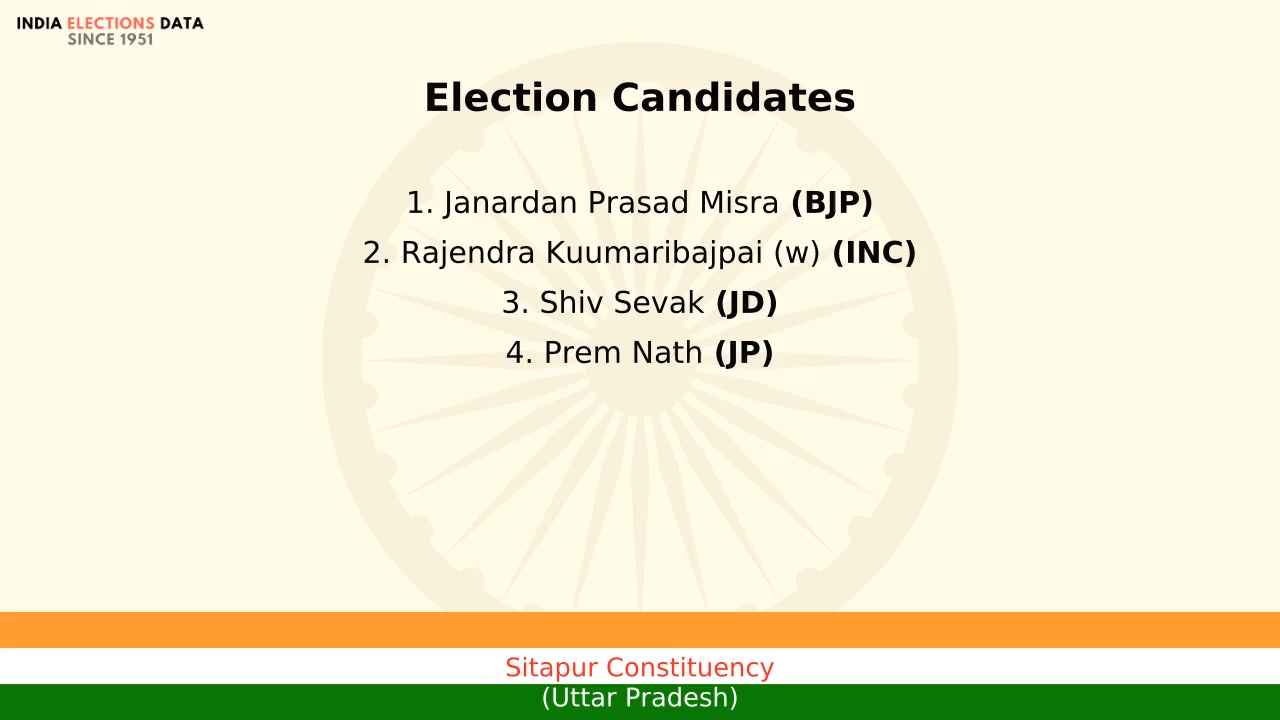 INDIA ELECTIONS DATA
SINCE 1951
Election Candidates
1. Janardan Prasad Misra (BJP)
2. Rajendra Kuumaribajpai (w) (INC)
3. Shiv Sevak (JD)
4. Prem Nath (JP)
Sitapur Constituency
(Uttar Pradesh)